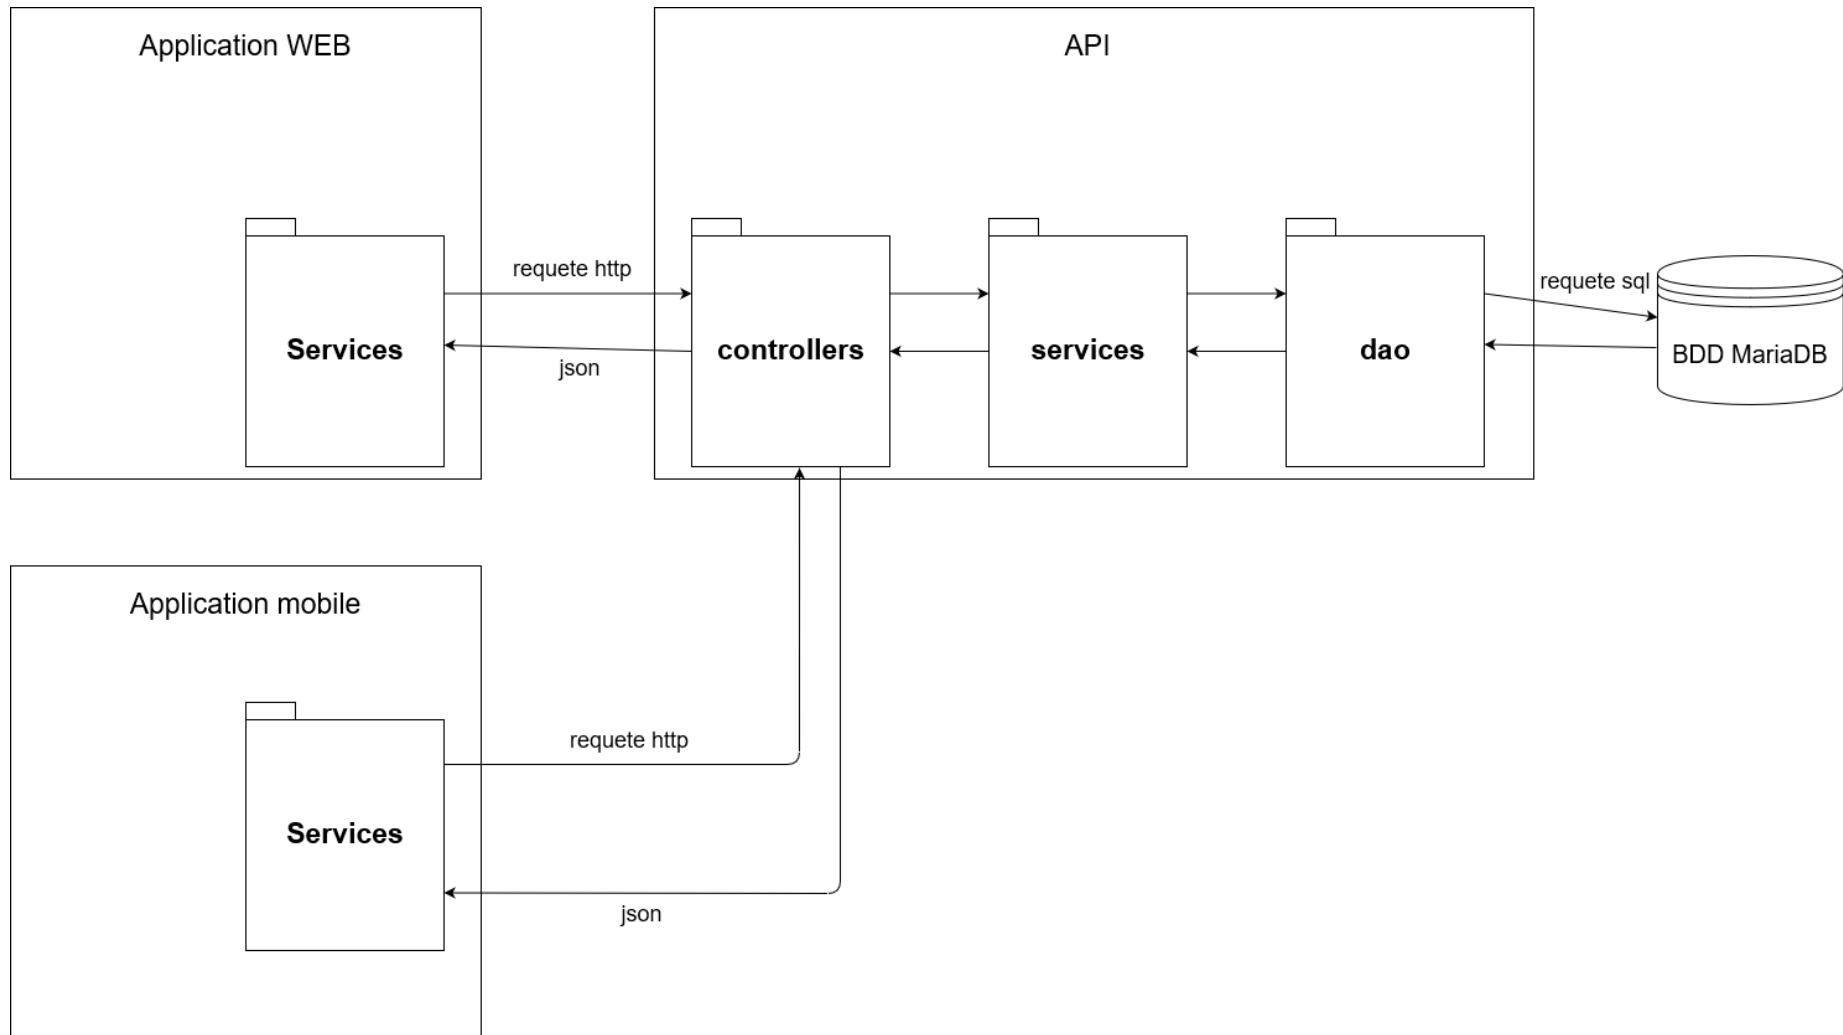 Application WEB
API
requete http
requete sql
Services
controllers
services
dao
BDD MariaDB
json
Application mobile
requete http
Services
json